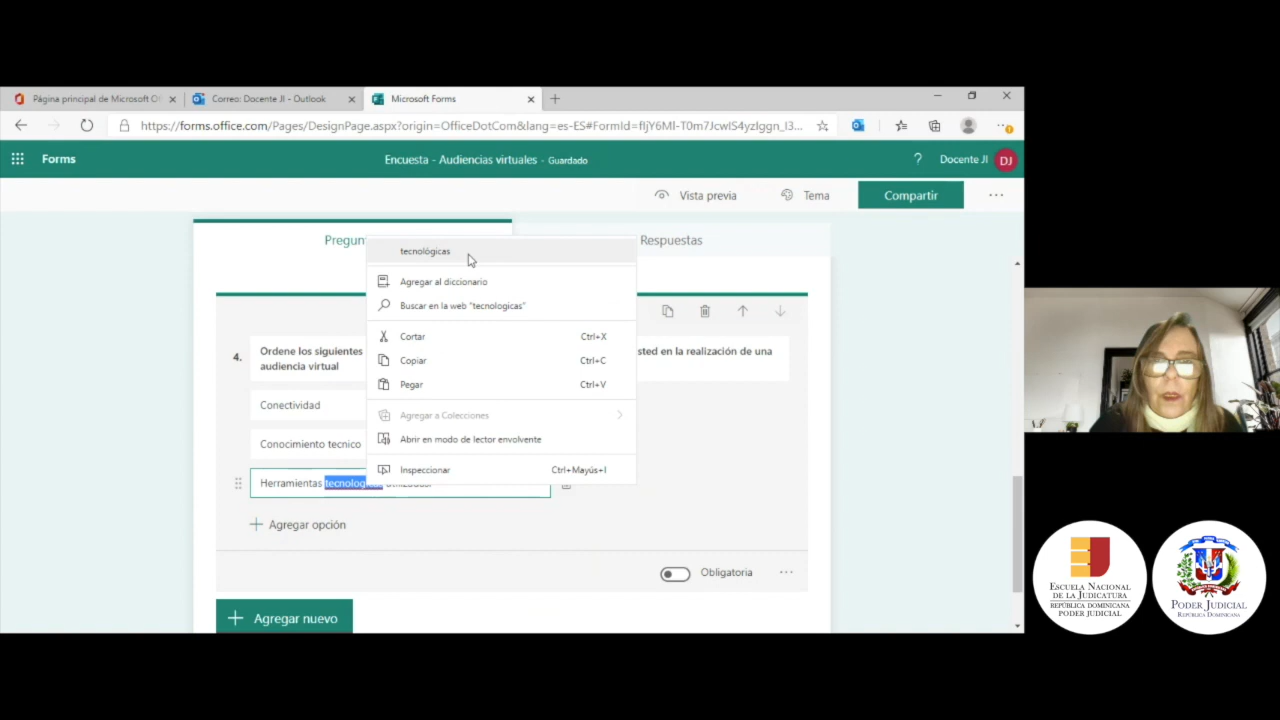 Página principal de Microsoft Of
Correo: Docente JI - Outlook
Microsoft Forms
https://forms.office.com/Pages/DesignPage.aspx?origin=OfficeDotCom&lang=es-ES#FormId=
Forms
Encuesta - Audiencias virtuales - Guardado
?
Docente JI
DJ
Vista previa
Tema
Compartir
Pregun
Respuestas
tecnológicas
Agregar al diccionario
Buscar en la web "tecnologicas"
Cortar Ctrl+X
Copiar Ctrl+C
Pegar Ctrl+V
Agregar a Colecciones
Abrir en modo de lector envolvente
Inspeccionar Ctrl+Mayús+I
4.
Ordene los siguientes sted en la realización de una
audiencia virtual
Conectividad
Conocimiento tecnico
Herramientas
Agregar opción
Obligatoria
Agregar nuevo
Escuela Nacional
de la Judicatura
República Dominicana
Poder Judicial
Poder Judicial
República Dominicana